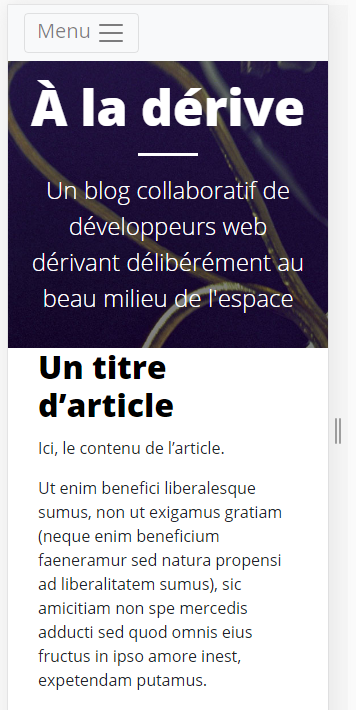 Menu
À la dérive
Un blog collaboratif de
développeurs web
dérivant délibérément au
beau milieu de l'espace
Un titre
d’article
Ici, le contenu de l’article.
Ut enim benefici liberalesque
sumus, non ut exigamus gratiam
(neque enim beneficium
faeneramur sed natura propensi
ad liberalitatem sumus), sic
amicitiam non spe mercedis
adducti sed quod omnis eius
fructus in ipso amore inest,
expetendam putamus.